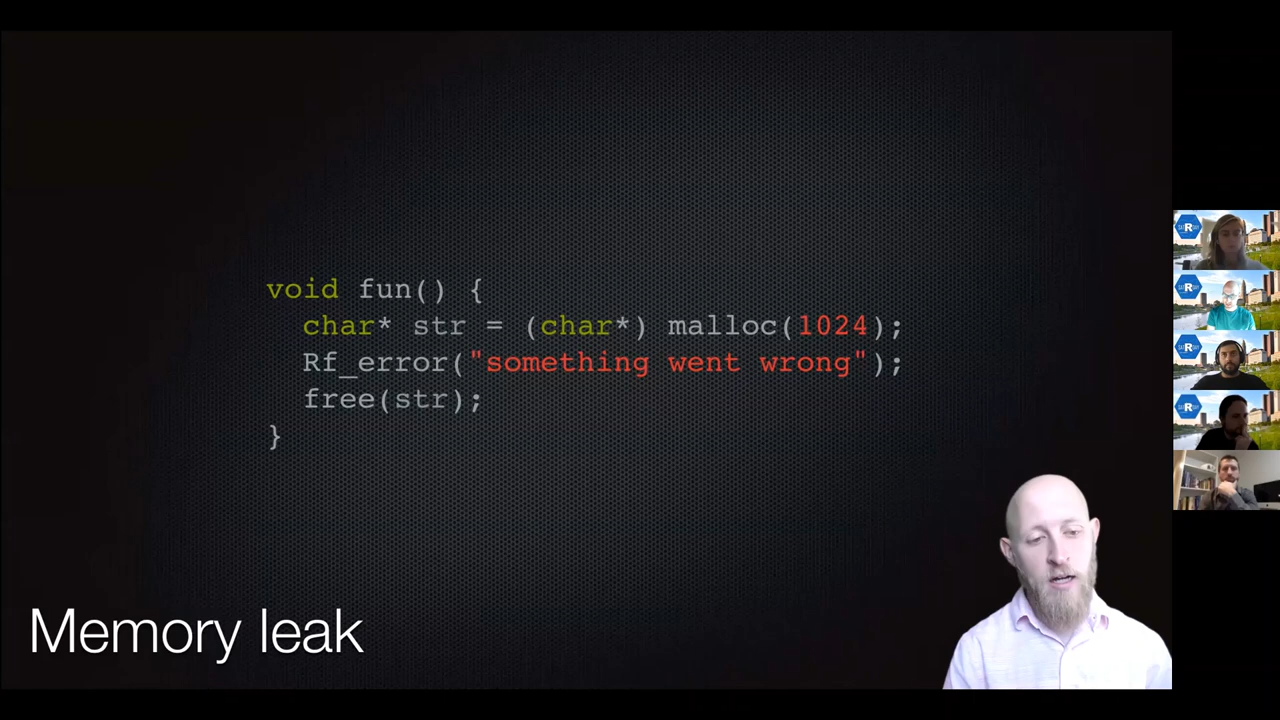 void fun() {
char* str = (char*) malloc(1024);
Rf_error("something went wrong");
free(str);
}
Memory leak
R
R
R
R